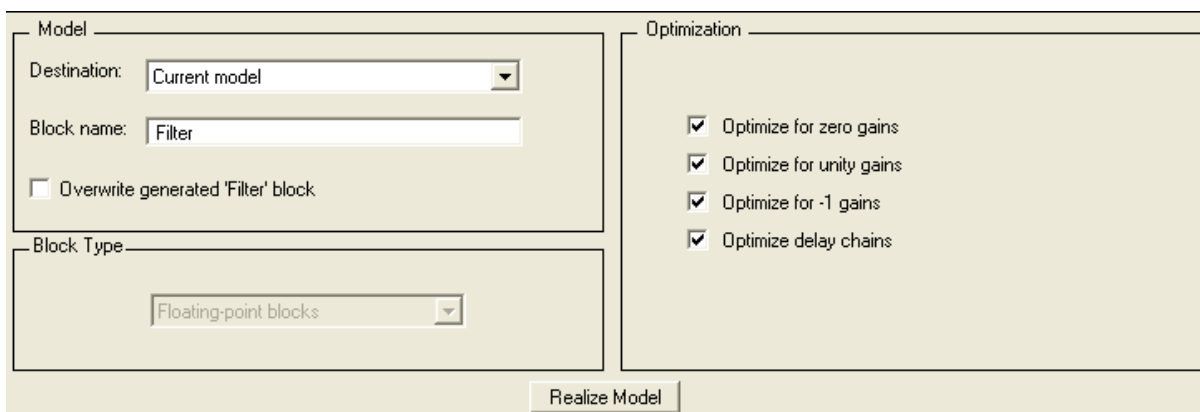 Model
Destination:
Current model
Block name:
Filter
Overwrite generated 'Filter' block
Block Type
Floating-point blocks
Optimization
Optimize for zero gains
Optimize for unity gains
Optimize for -1 gains
Optimize delay chains
Realize Model